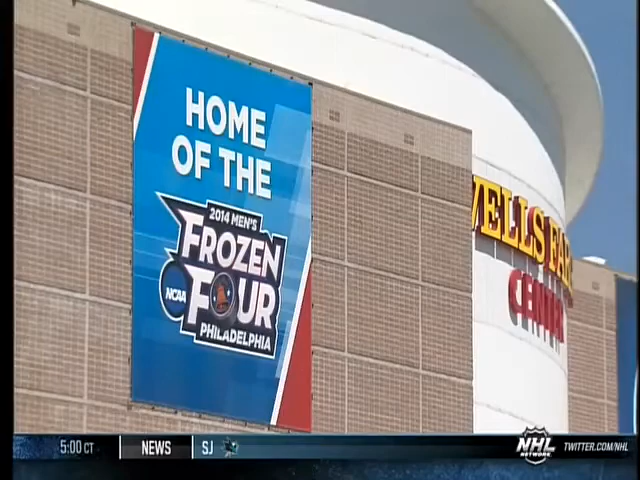 HOME
OF THE
2014 MEN'S
FROZEN
FOUR
NCAA
PHILADELPHIA
WELLS FAR
CENTER
5:00 CT
NEWS
SJ
NHL
NETWORK
TWITTER.COM/NHL